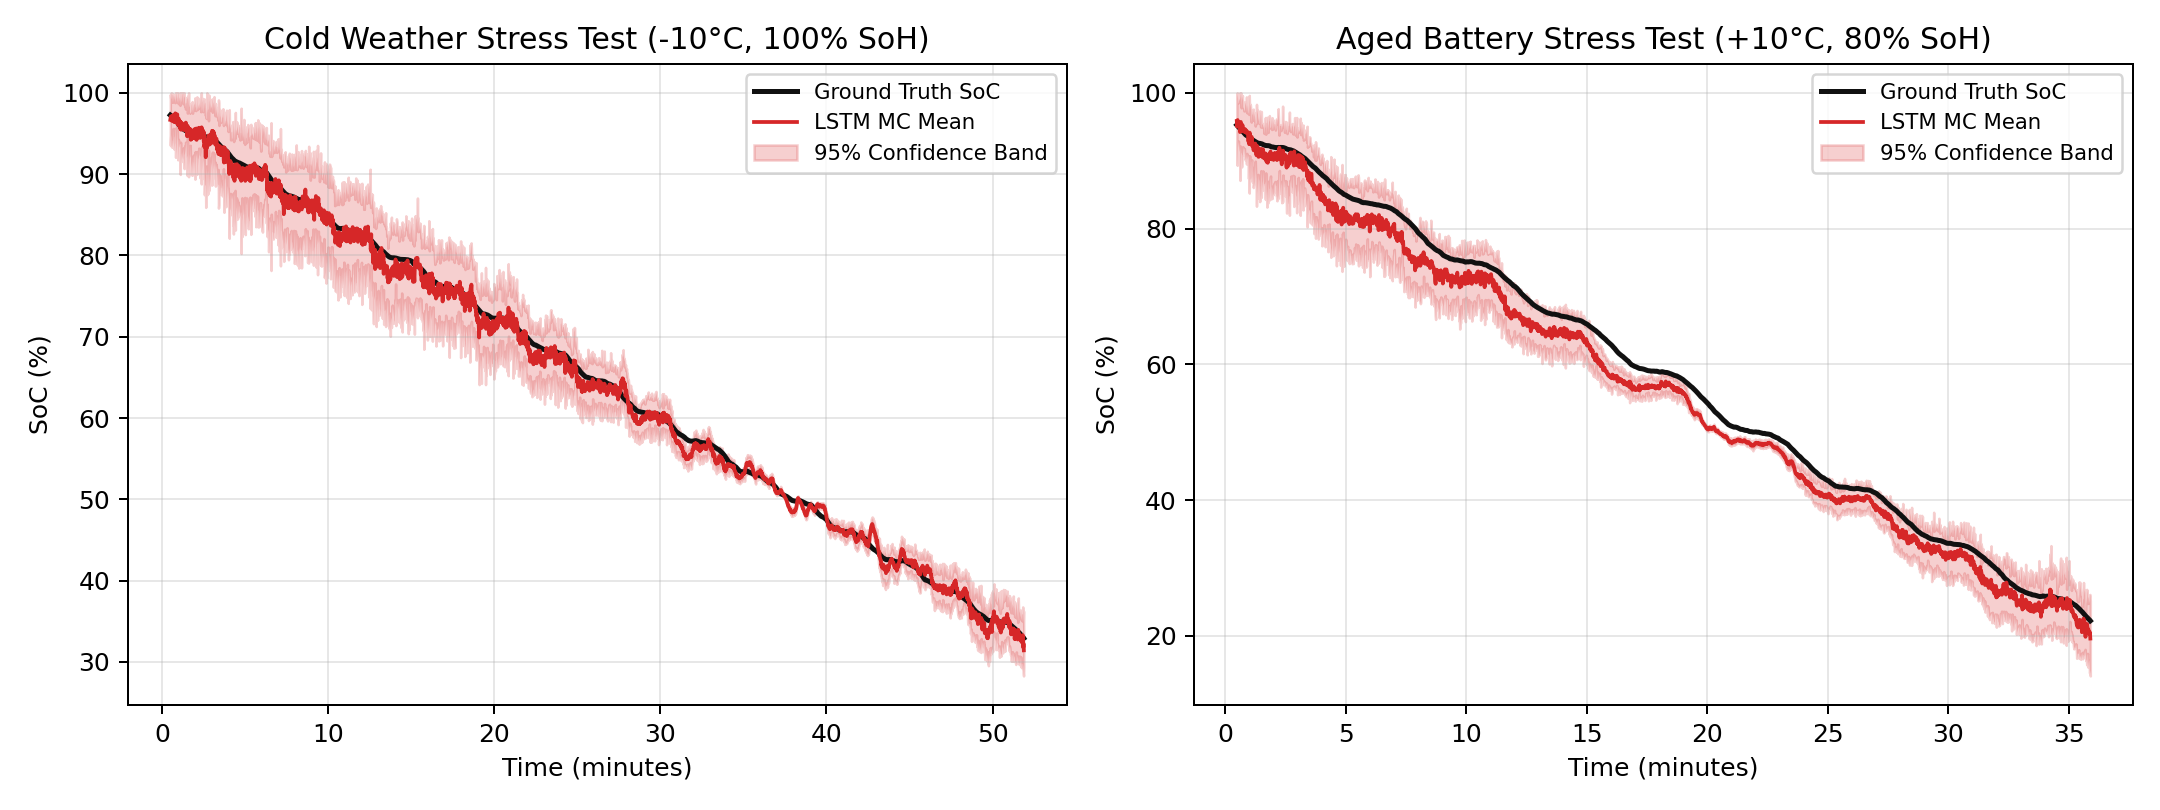 Cold Weather Stress Test (-10°C, 100% SoH)
SoC (%)
100
90
80
70
60
50
40
30
Ground Truth SoC
LSTM MC Mean
95% Confidence Band
0 10 20 30 40 50
Time (minutes)
Aged Battery Stress Test (+10°C, 80% SoH)
SoC (%)
100
80
60
40
20
Ground Truth SoC
LSTM MC Mean
95% Confidence Band
0 5 10 15 20 25 30 35
Time (minutes)